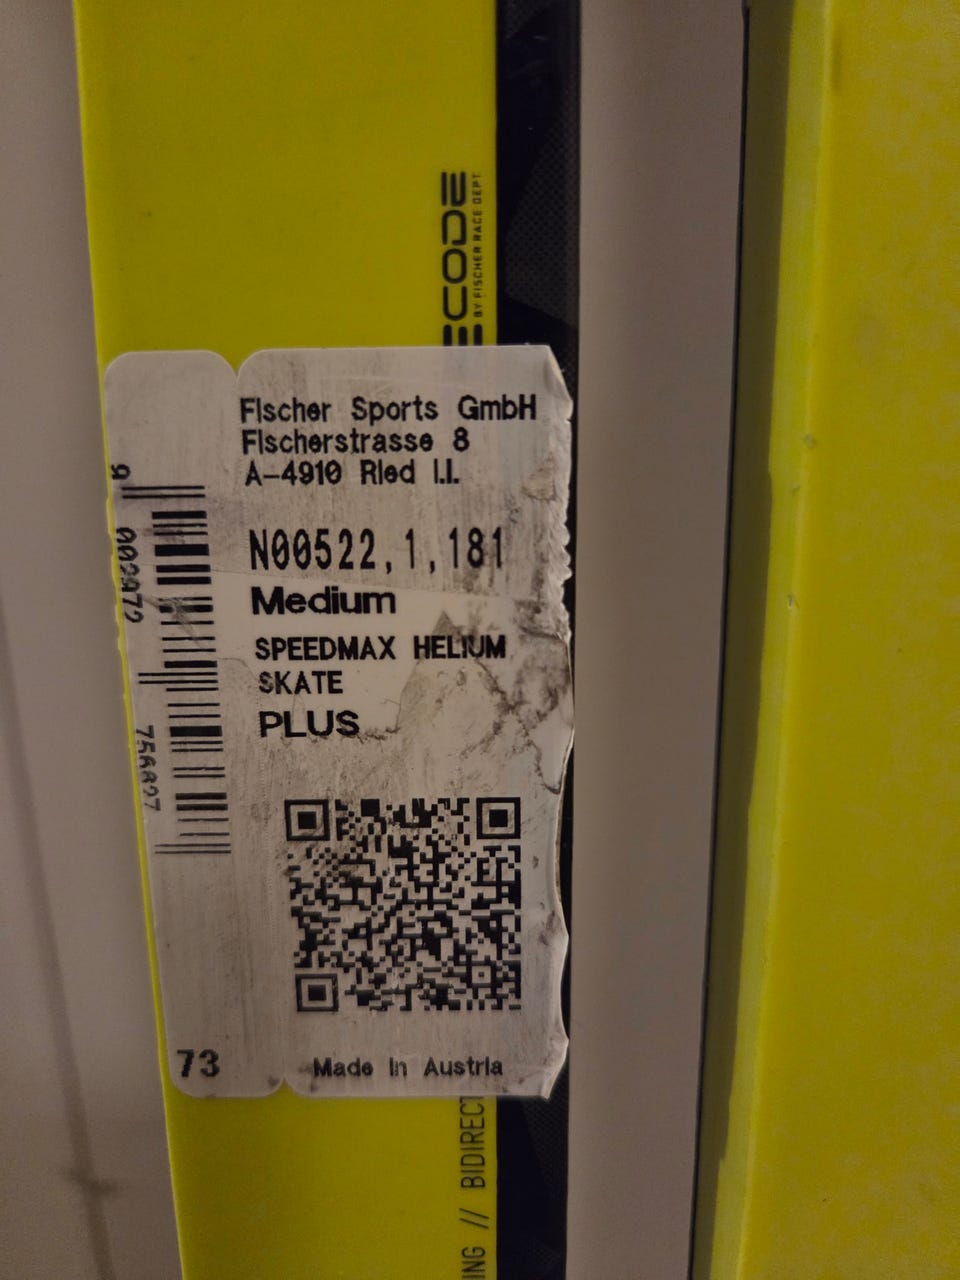 CODE
BY FISCHER RACE DEPT
Fischer Sports GmbH
Fischerstrasse 8
A-4910 Ried I.I.
N00522,1,181
Medium
SPEEDMAX HELIUM
SKATE
PLUS
73
Made In Austria
ING // BIDIRECT